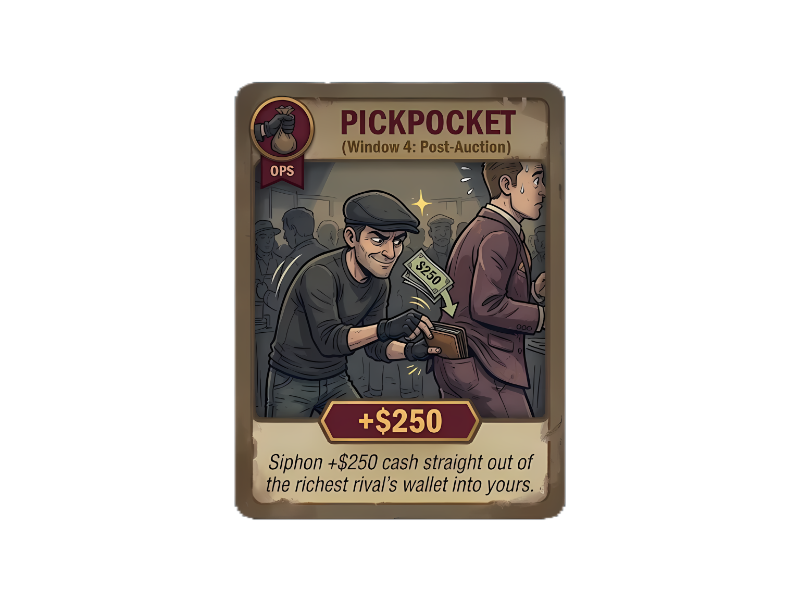 PICKPOCKET
(Window 4: Post-Auction)
OPS
$250
+$250
Siphon +$250 cash straight out of
the richest rival's wallet into yours.